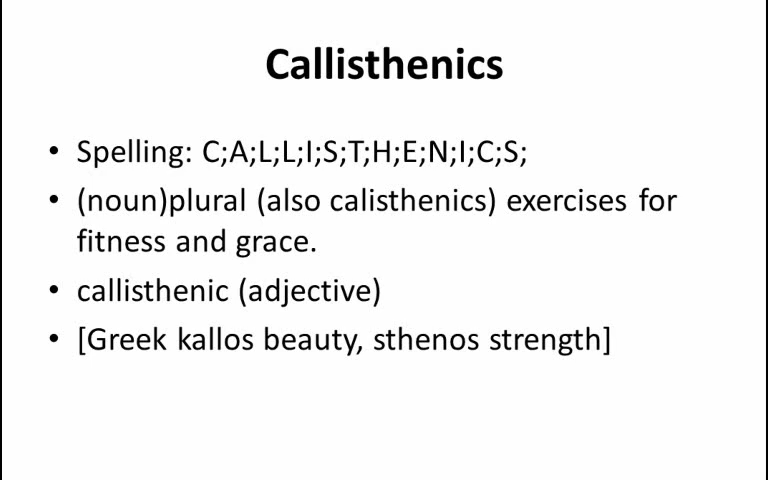 Callisthenics
• Spelling: C;A;L;L;I;S;T;H;E;N;I;C;S;
• (noun)plural (also calisthenics) exercises for
fitness and grace.
• callisthenic (adjective)
• [Greek kallos beauty, sthenos strength]